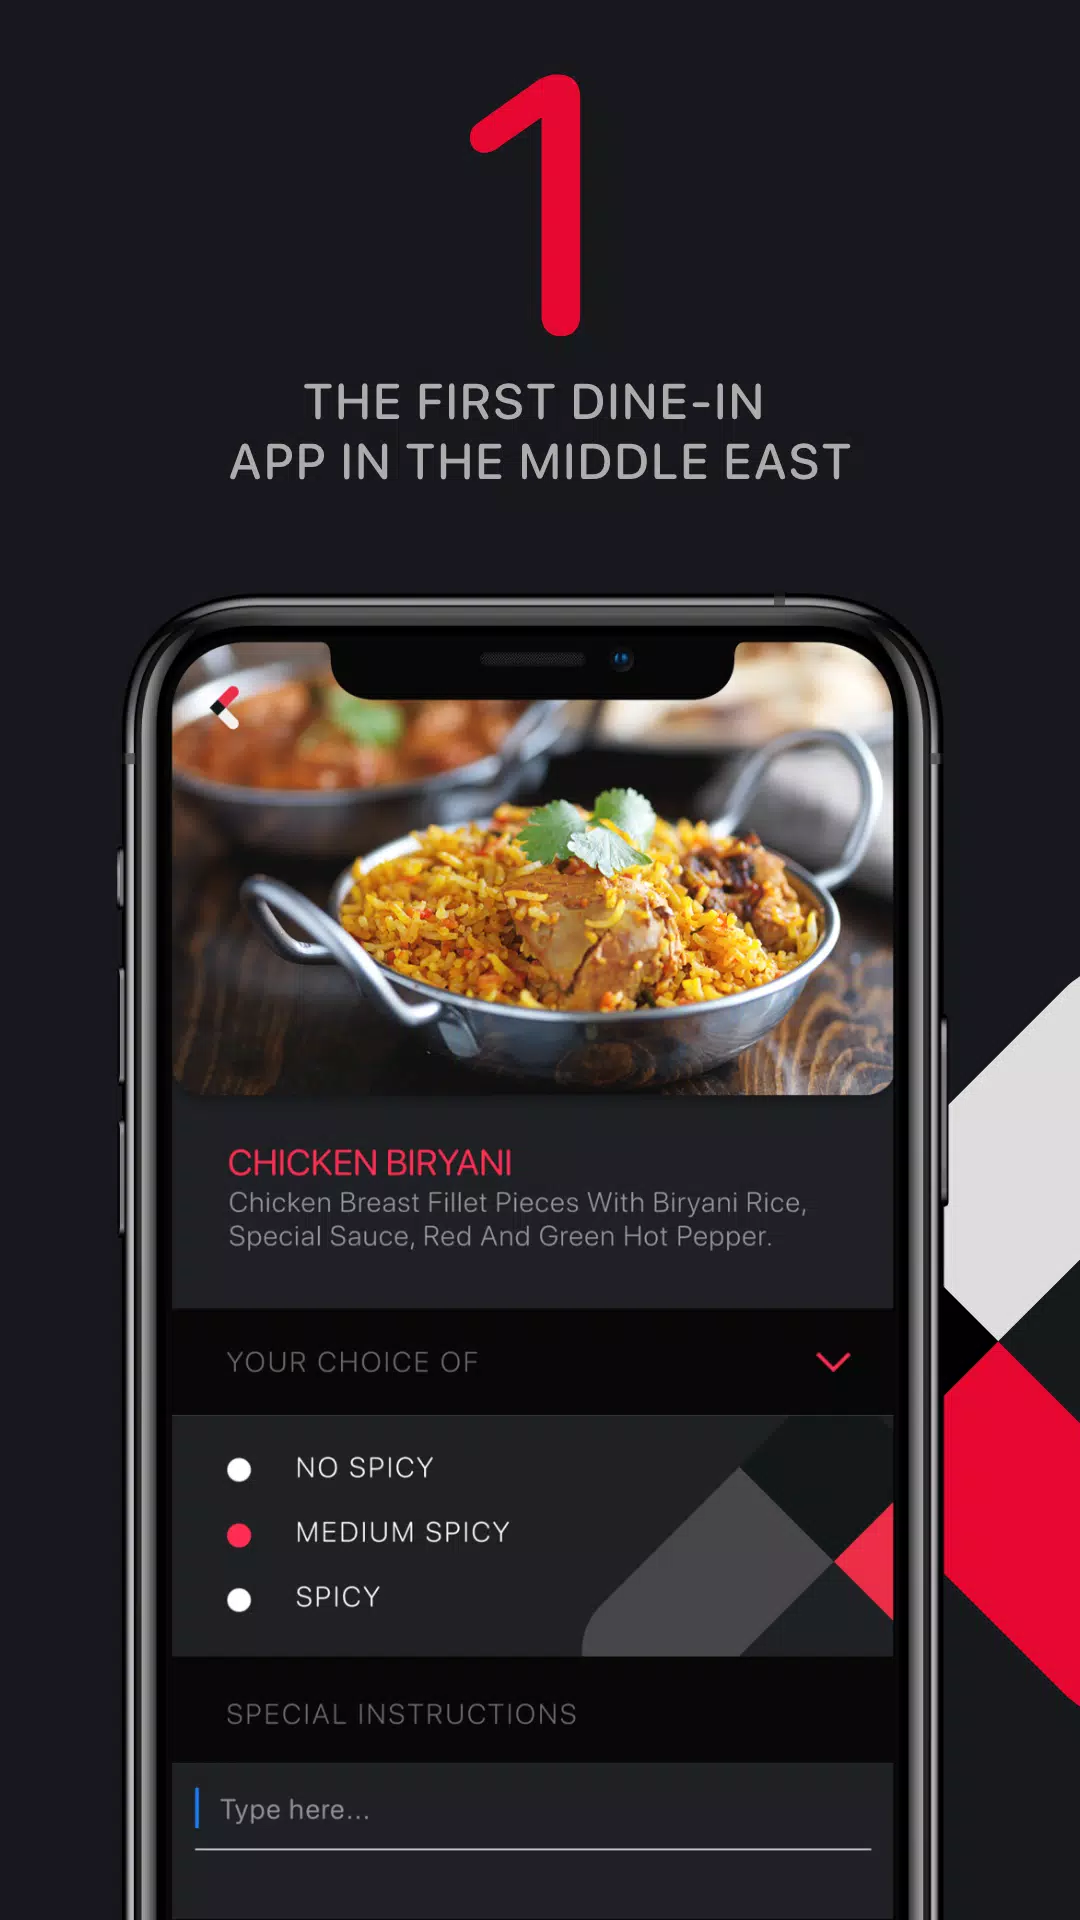 1
THE FIRST DINE-IN
APP IN THE MIDDLE EAST
CHICKEN BIRYANI
Chicken Breast Fillet Pieces With Biryani Rice,
Special Sauce, Red And Green Hot Pepper.
YOUR CHOICE OF
NO SPICY
MEDIUM SPICY
SPICY
SPECIAL INSTRUCTIONS
Type here...